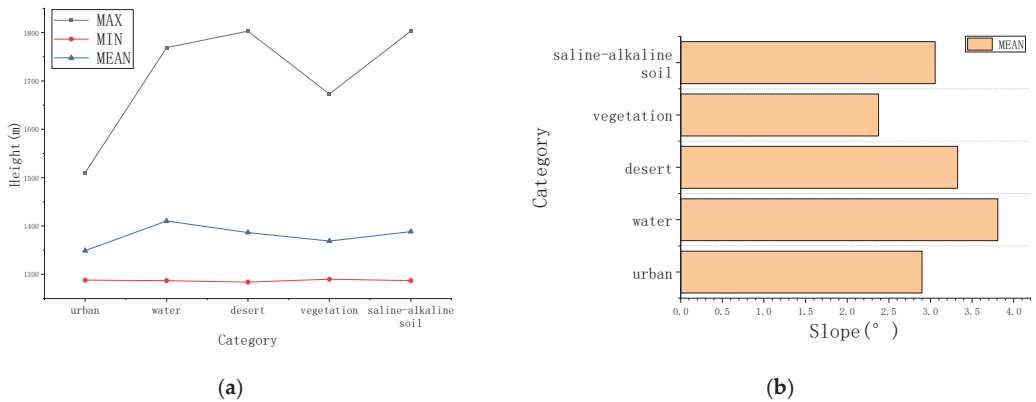 MAX
MIN
MEAN
1800
1700
1600
1500
1400
1300
Height(m)
urban
water
desert
vegetation
saline-alkaline
soil
Category
(a)
MEAN
saline-alkaline
soil
vegetation
desert
water
urban
Category
0.0 0.5 1.0 1.5 2.0 2.5 3.0 3.5 4.0
Slope(°)
(b)